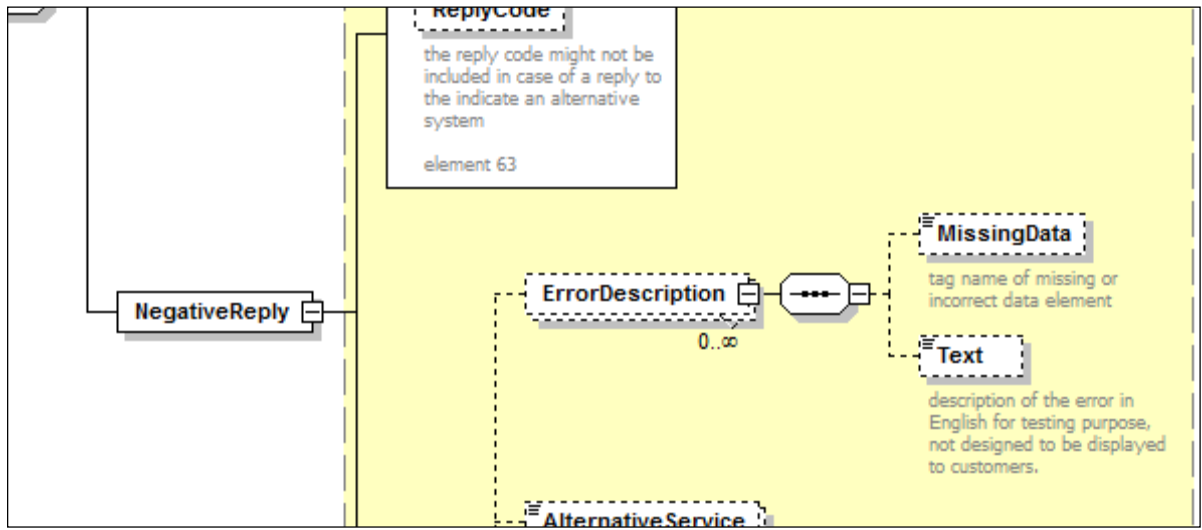 ReplyCode
the reply code might not be
included in case of a reply to
the indicate an alternative
system
element 63
MissingData
tag name of missing or
incorrect data element
ErrorDescription
NegativeReply
0..∞
Text
description of the error in
English for testing purpose,
not designed to be displayed
to customers.
AlternativeService